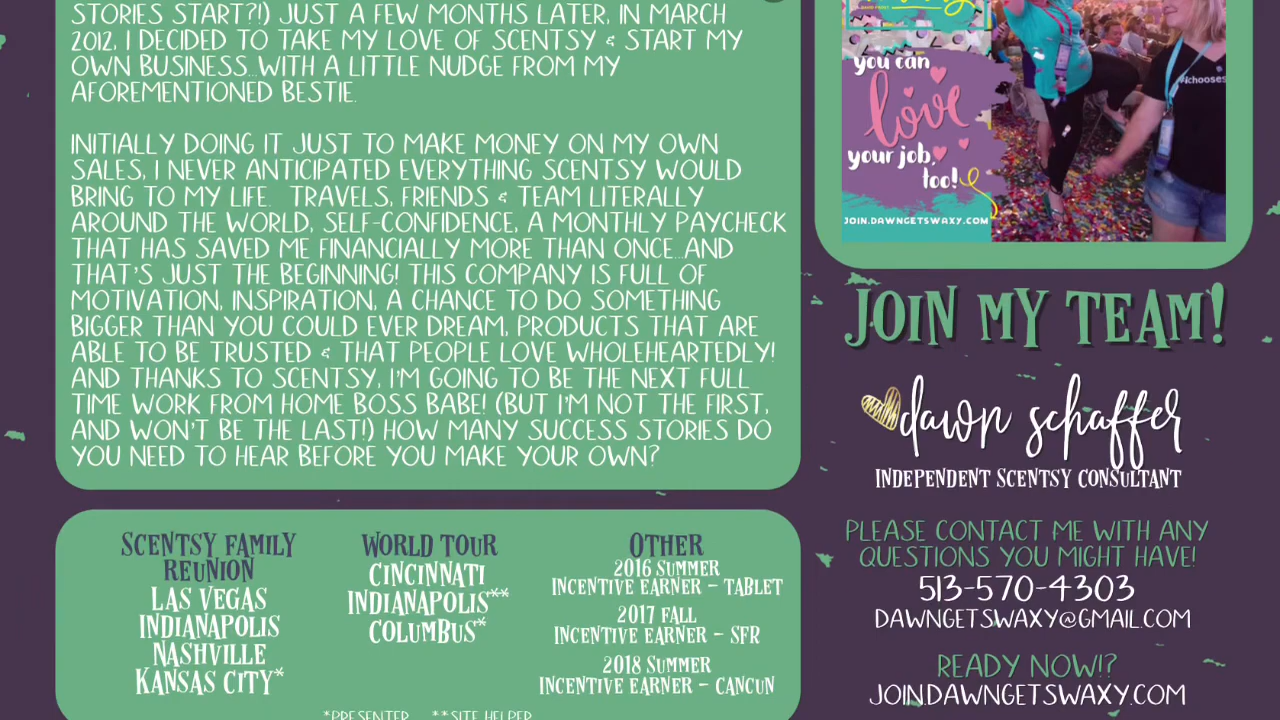 STORIES START?!) JUST A FEW MONTHS LATER, IN MARCH
2012, I DECIDED TO TAKE MY LOVE OF SCENTSY & START MY
OWN BUSINESS...WITH A LITTLE NUDGE FROM MY
AFOREMENTIONED BESTIE.
INITIALLY DOING IT JUST TO MAKE MONEY ON MY OWN
SALES, I NEVER ANTICIPATED EVERYTHING SCENTSY WOULD
BRING TO MY LIFE. TRAVELS, FRIENDS & TEAM LITERALLY
AROUND THE WORLD, SELF-CONFIDENCE, A MONTHLY PAYCHECK
THAT HAS SAVED ME FINANCIALLY MORE THAN ONCE...AND
THAT'S JUST THE BEGINNING! THIS COMPANY IS FULL OF
MOTIVATION, INSPIRATION, A CHANCE TO DO SOMETHING
BIGGER THAN YOU COULD EVER DREAM, PRODUCTS THAT ARE
ABLE TO BE TRUSTED & THAT PEOPLE LOVE WHOLEHEARTEDLY!
AND THANKS TO SCENTSY, I'M GOING TO BE THE NEXT FULL
TIME WORK FROM HOME BOSS BABE! (BUT I'M NOT THE FIRST,
AND WON'T BE THE LAST!) HOW MANY SUCCESS STORIES DO
YOU NEED TO HEAR BEFORE YOU MAKE YOUR OWN?
SCENTSY FAMILY
REUNION
LAS VEGAS
INDIANAPOLIS
NASHVILLE
KANSAS CITY*
WORLD TOUR
CINCINNATI
INDIANAPOLIS**
COLUMBUS*
OTHER
2016 SUMMER
INCENTIVE EARNER - TABLET
2017 FALL
INCENTIVE EARNER - SFR
2018 SUMMER
INCENTIVE EARNER - CANCUN
*PRESENTER **SITE HELPER
you can
love
your job,
too!
JOIN.DAWNGETSWAXY.COM
#ichooses
JOIN MY TEAM!
dawn schaffer
INDEPENDENT SCENTSY CONSULTANT
PLEASE CONTACT ME WITH ANY
QUESTIONS YOU MIGHT HAVE!
513-570-4303
DAWNGETSWAXY@GMAIL.COM
READY NOW!?
JOIN.DAWNGETSWAXY.COM